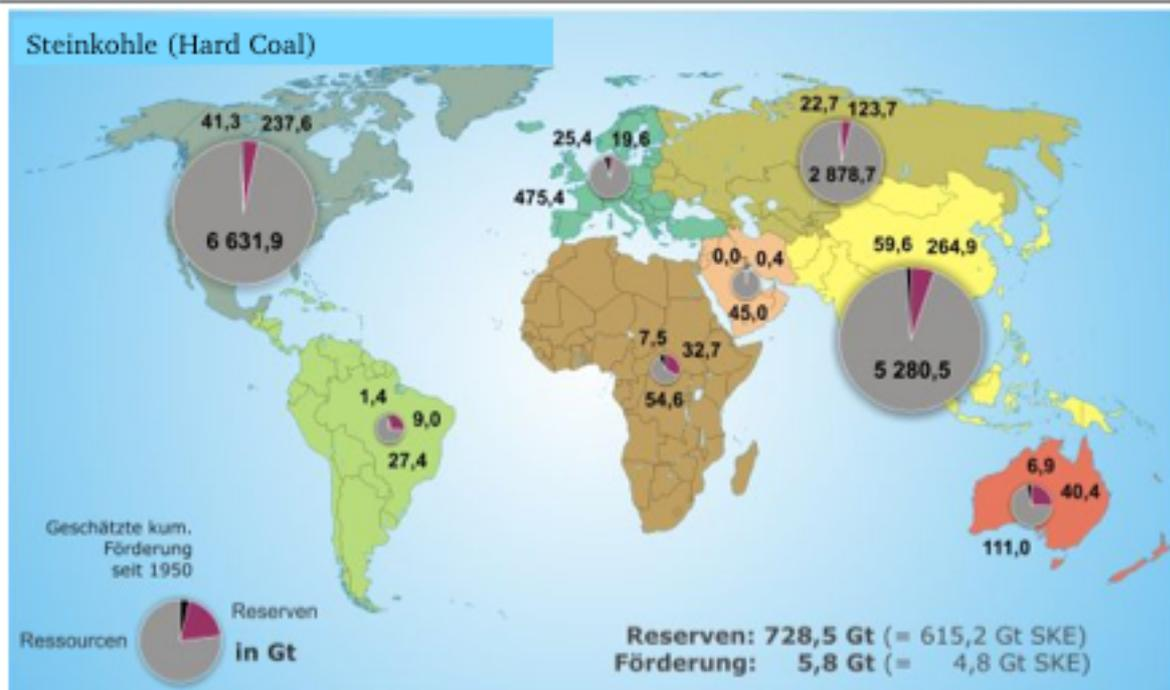 Steinkohle (Hard Coal)
41,3 237,6
6 631,9
25,4 19,6
475,4
22,7 123,7
2 878,7
0,0 0,4
45,0
59,6 264,9
5 280,5
7,5 32,7
54,6
1,4 9,0
27,4
6,9 40,4
111,0
Geschätzte kum.
Förderung
seit 1950
Reserven
Ressourcen
in Gt
Reserven: 728,5 Gt (= 615,2 Gt SKE)
Förderung: 5,8 Gt (= 4,8 Gt SKE)